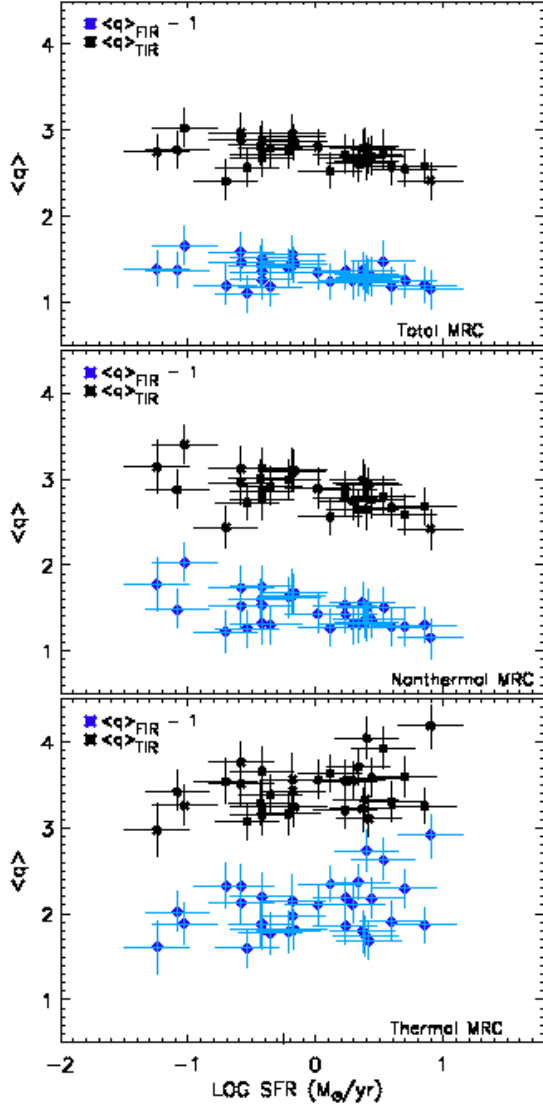 <q>FIR − 1
<q>TIR
4
3
2
1
<q>
Total MRC
<q>FIR − 1
<q>TIR
4
3
2
1
<q>
Nonthermal MRC
<q>FIR − 1
<q>TIR
4
3
2
1
<q>
Thermal MRC
−2 −1 0 1
LOG SFR (M⊙/yr)